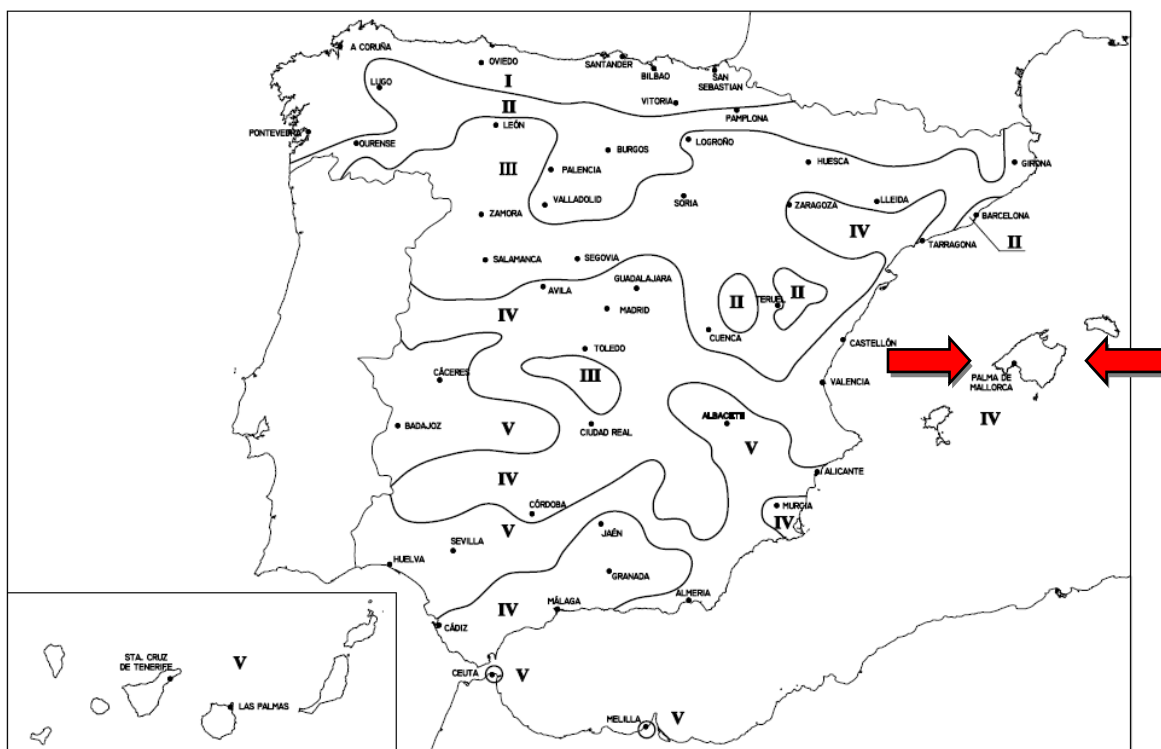 A CORUÑA
OVIEDO
SANTANDER
BILBAO
SAN
SEBASTIAN
LUGO
I
VITORIA
II
PAMPLONA
PONTEVEDRA
LEÓN
OURENSE
LOGROÑO
BURGOS
HUESCA
GIRONA
III
PALENCIA
VALLADOLID
SORIA
ZARAGOZA
LLEIDA
ZAMORA
BARCELONA
IV
TARRAGONA
II
SALAMANCA
SEGOVIA
GUADALAJARA
AVILA
II
TERUEL
II
IV
MADRID
CUENCA
CASTELLÓN
TOLEDO
III
CÁCERES
VALENCIA
PALMA DE
MALLORCA
IV
ALBACETE
BADAJOZ
V
CIUDAD REAL
V
ALICANTE
IV
CÓRDOBA
MURCIA
IV
V
JAÉN
SEVILLA
HUELVA
GRANADA
ALMERIA
IV
MÁLAGA
CÁDIZ
STA. CRUZ
DE TENERIFE
V
LAS PALMAS
CEUTA
V
MELILLA
V